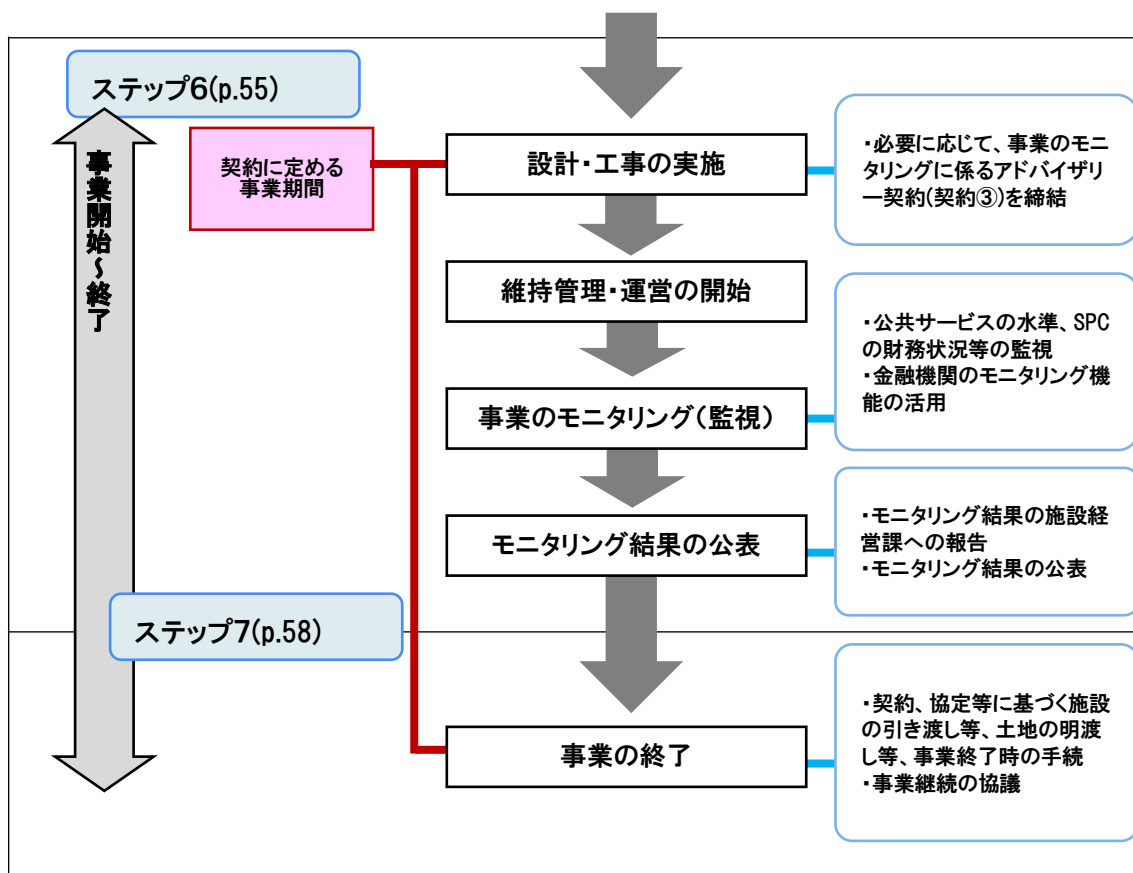 ステップ6(p.55)
事業開始～終了
契約に定める
事業期間
設計・工事の実施
・必要に応じて、事業のモニ
タリングに係るアドバイザリ
ー契約(契約③)を締結
維持管理・運営の開始
・公共サービスの水準、SPC
の財務状況等の監視
・金融機関のモニタリング機
能の活用
事業のモニタリング(監視)
モニタリング結果の公表
・モニタリング結果の施設経
営課への報告
・モニタリング結果の公表
ステップ7(p.58)
事業の終了
・契約、協定等に基づく施設
の引き渡し等、土地の明渡
し等、事業終了時の手続
・事業継続の協議